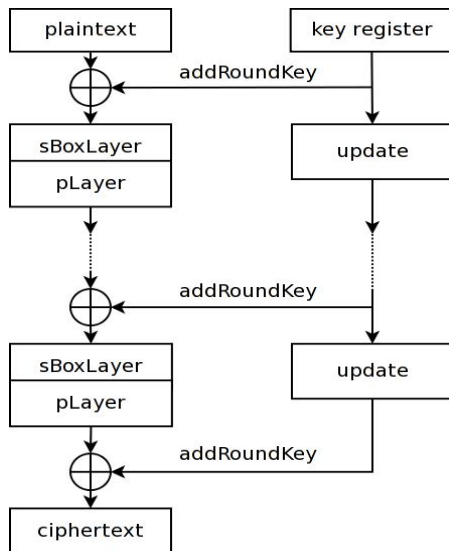 plaintext
key register
addRoundKey
sBoxLayer
pLayer
update
addRoundKey
sBoxLayer
pLayer
update
addRoundKey
ciphertext